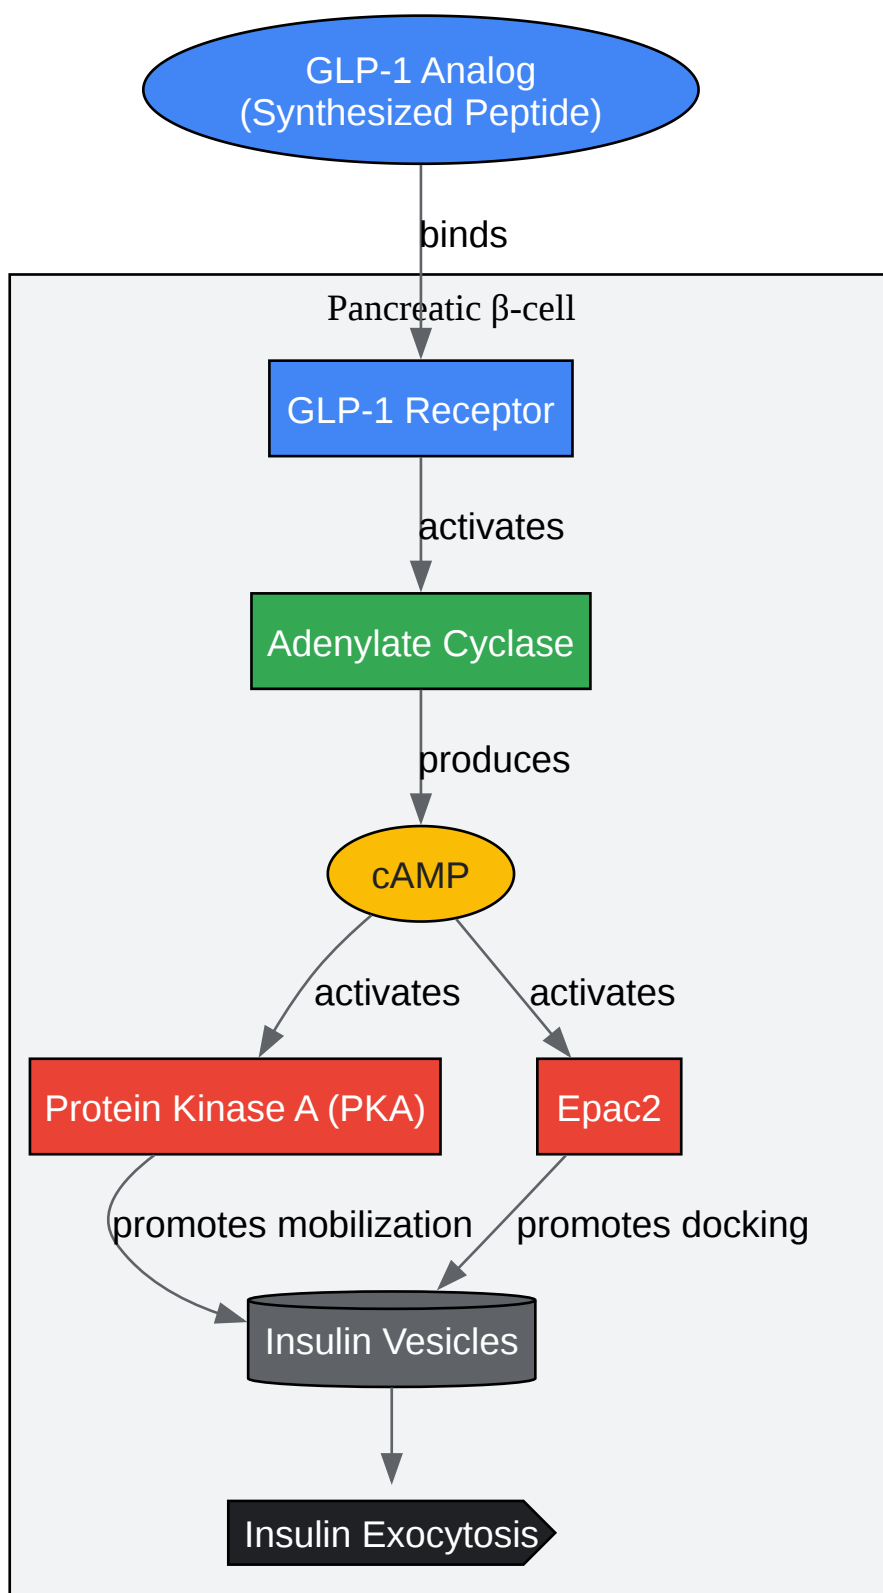 GLP-1 Analog
(Synthesized Peptide)
binds
Pancreatic β-cell
GLP-1 Receptor
activates
Adenylate Cyclase
produces
cAMP
activates
activates
Protein Kinase A (PKA)
Epac2
promotes mobilization
promotes docking
Insulin Vesicles
Insulin Exocytosis